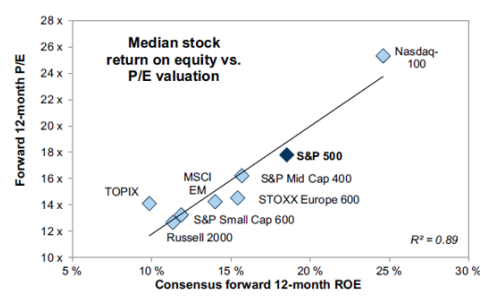 Median stock
return on equity vs.
P/E valuation
Forward 12-month P/E
28 x
26 x
24 x
22 x
20 x
18 x
16 x
14 x
12 x
10 x
Nasdaq-
100
S&P 500
MSCI
EM
S&P Mid Cap 400
TOPIX
STOXX Europe 600
S&P Small Cap 600
Russell 2000
R² = 0.89
5 %
10 %
15 %
20 %
25 %
30 %
Consensus forward 12-month ROE